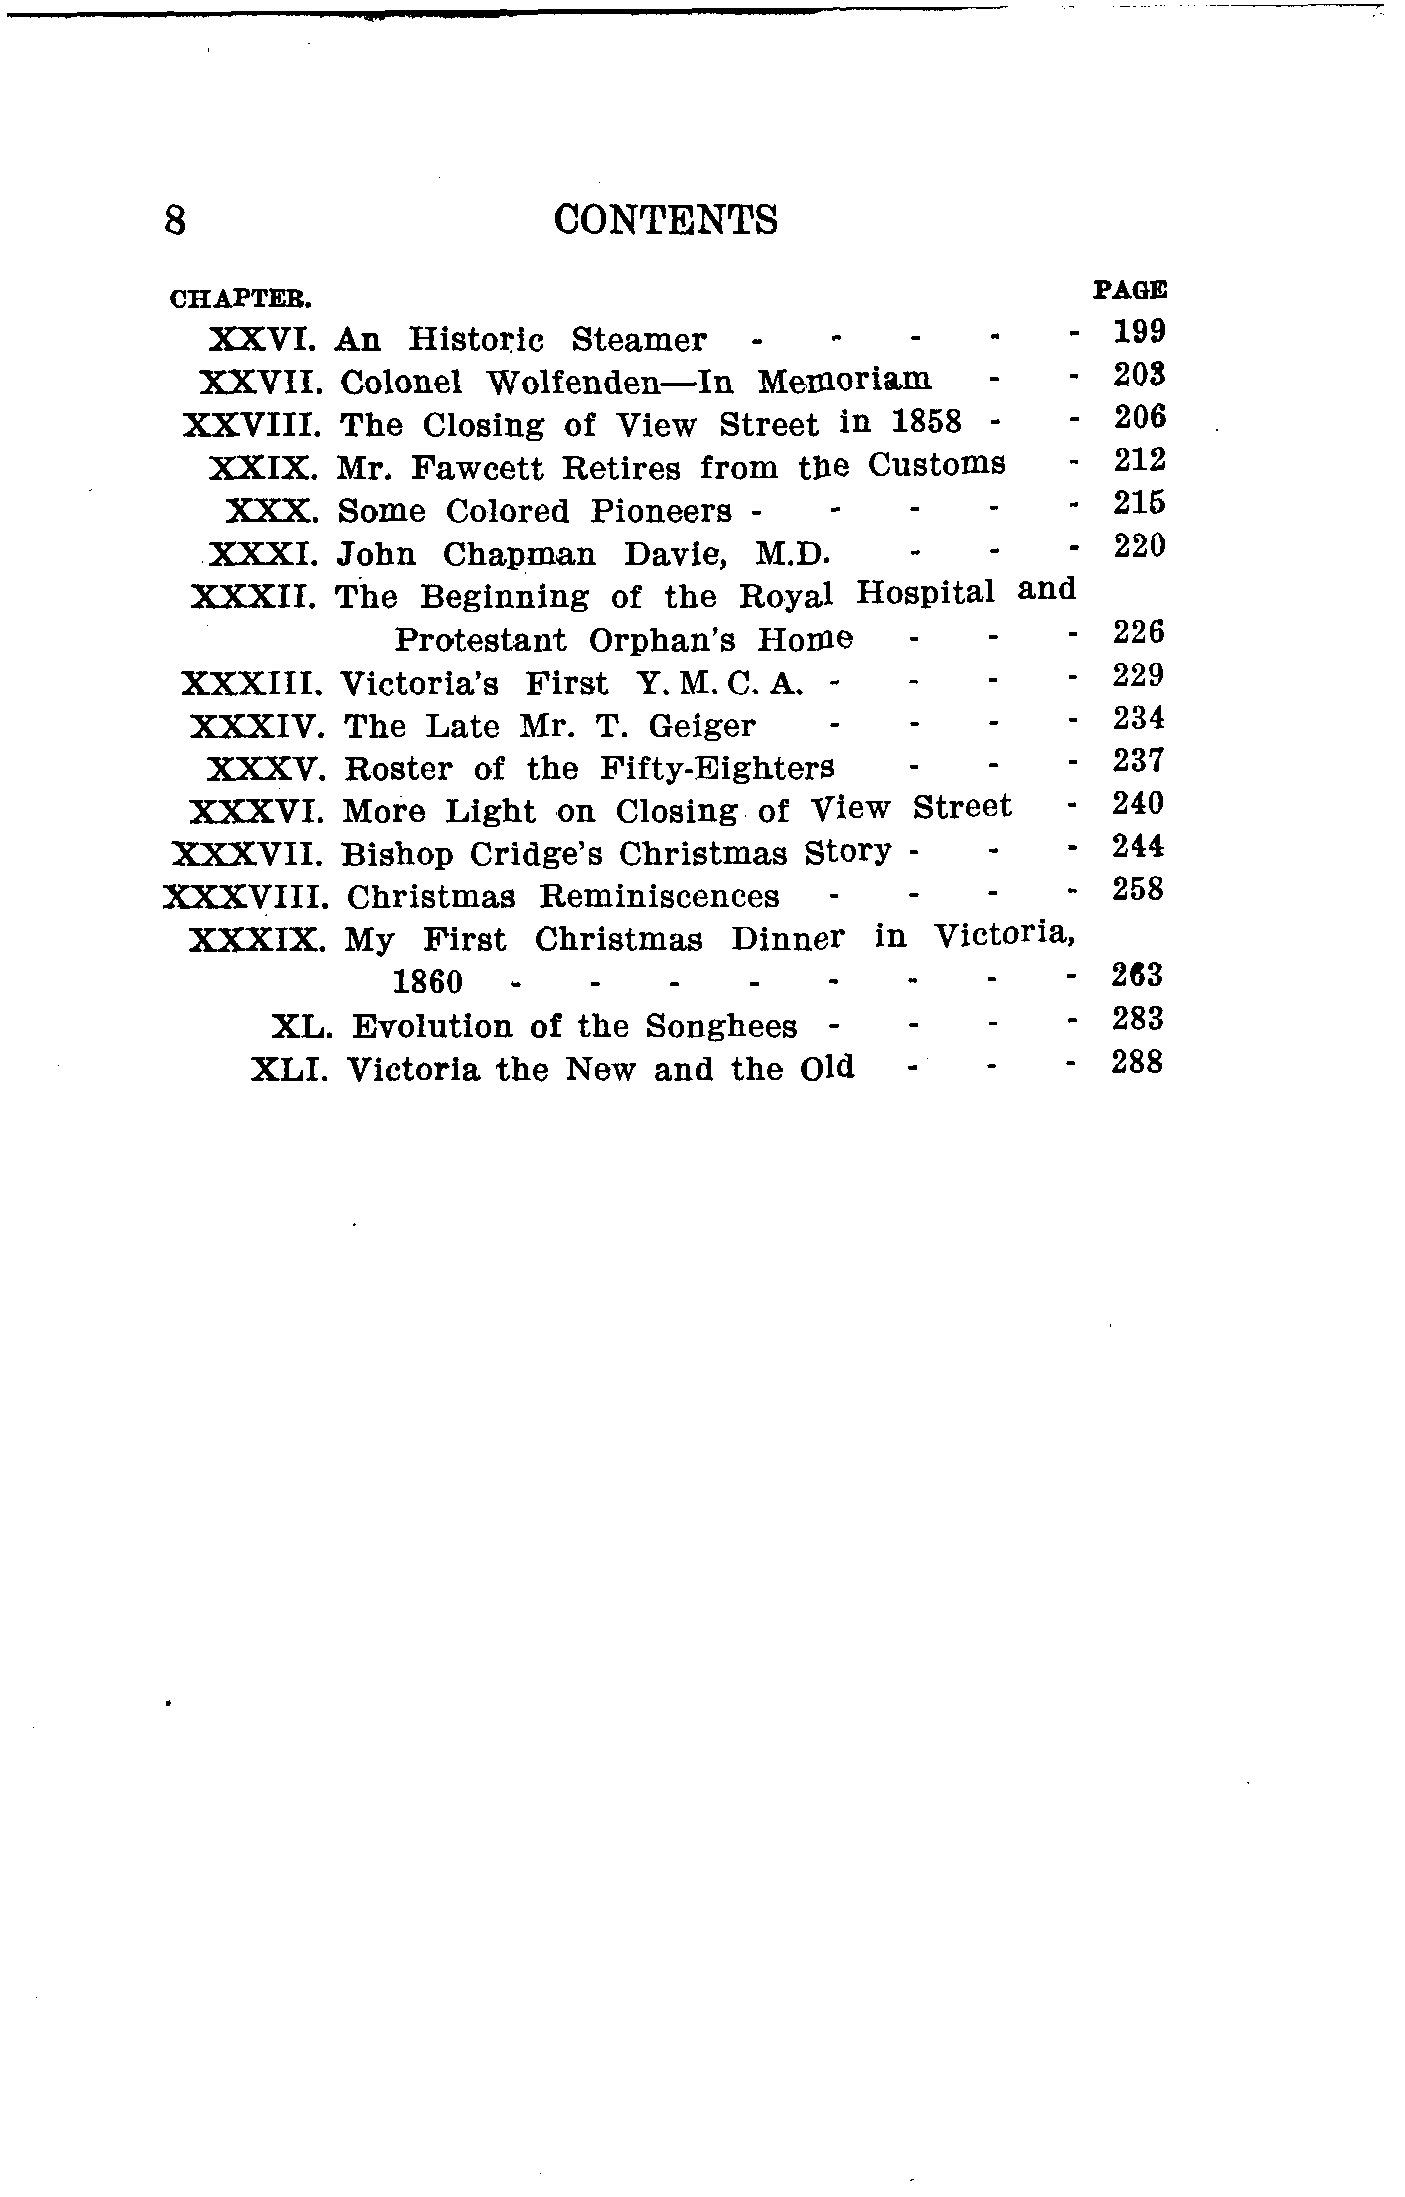 8 CONTENTS
CHAPTER. PAGE
XXVI. An Historic Steamer - - - - - 199
XXVII. Colonel Wolfenden—In Memoriam - - 203
XXVIII. The Closing of View Street in 1858 - - 206
XXIX. Mr. Fawcett Retires from the Customs - 212
XXX. Some Colored Pioneers - - - - - 215
XXXI. John Chapman Davie, M.D. - - - 220
XXXII. The Beginning of the Royal Hospital and
Protestant Orphan's Home - - - 226
XXXIII. Victoria's First Y. M. C. A. - - - - 229
XXXIV. The Late Mr. T. Geiger - - - - 234
XXXV. Roster of the Fifty-Eighters - - - 237
XXXVI. More Light on Closing of View Street - 240
XXXVII. Bishop Cridge's Christmas Story - - - 244
XXXVIII. Christmas Reminiscences - - - - 258
XXXIX. My First Christmas Dinner in Victoria,
1860 - - - - - - - - 263
XL. Evolution of the Songhees - - - - 283
XLI. Victoria the New and the Old - - - 288